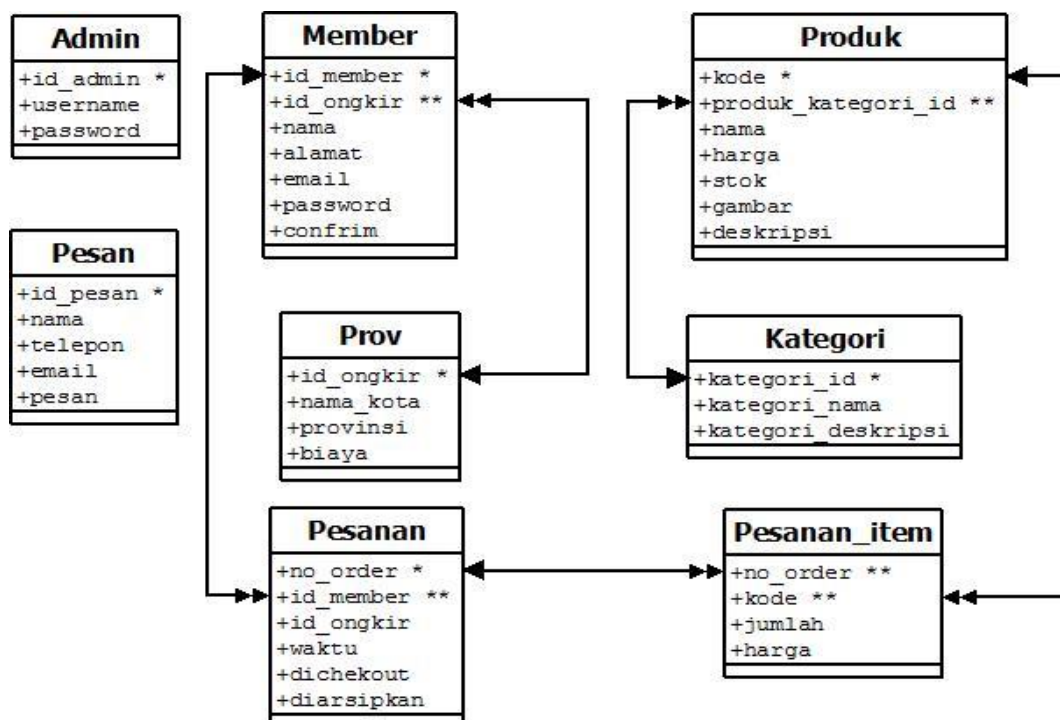 Admin
+id_admin *
+username
+password
Member
+id_member *
+id_ongkir **
+nama
+alamat
+email
+password
+confrim
Produk
+kode *
+produk_kategori_id **
+nama
+harga
+stok
+gambar
+deskripsi
Pesan
+id_pesan *
+nama
+telepon
+email
+pesan
Prov
+id_ongkir *
+nama_kota
+provinsi
+biaya
Kategori
+kategori_id *
+kategori_nama
+kategori_deskripsi
Pesanan
+no_order *
+id_member **
+id_ongkir
+waktu
+dichekout
+diarsipkan
Pesanan_item
+no_order **
+kode **
+jumlah
+harga